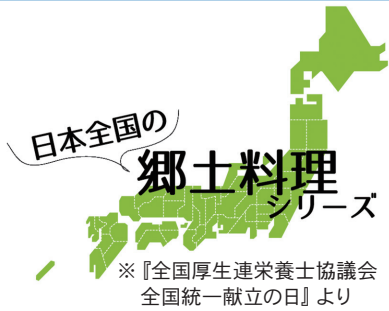 日本全国の
郷土料理
シリーズ
※『全国厚生連栄養士協議会
全国統一献立の日』より